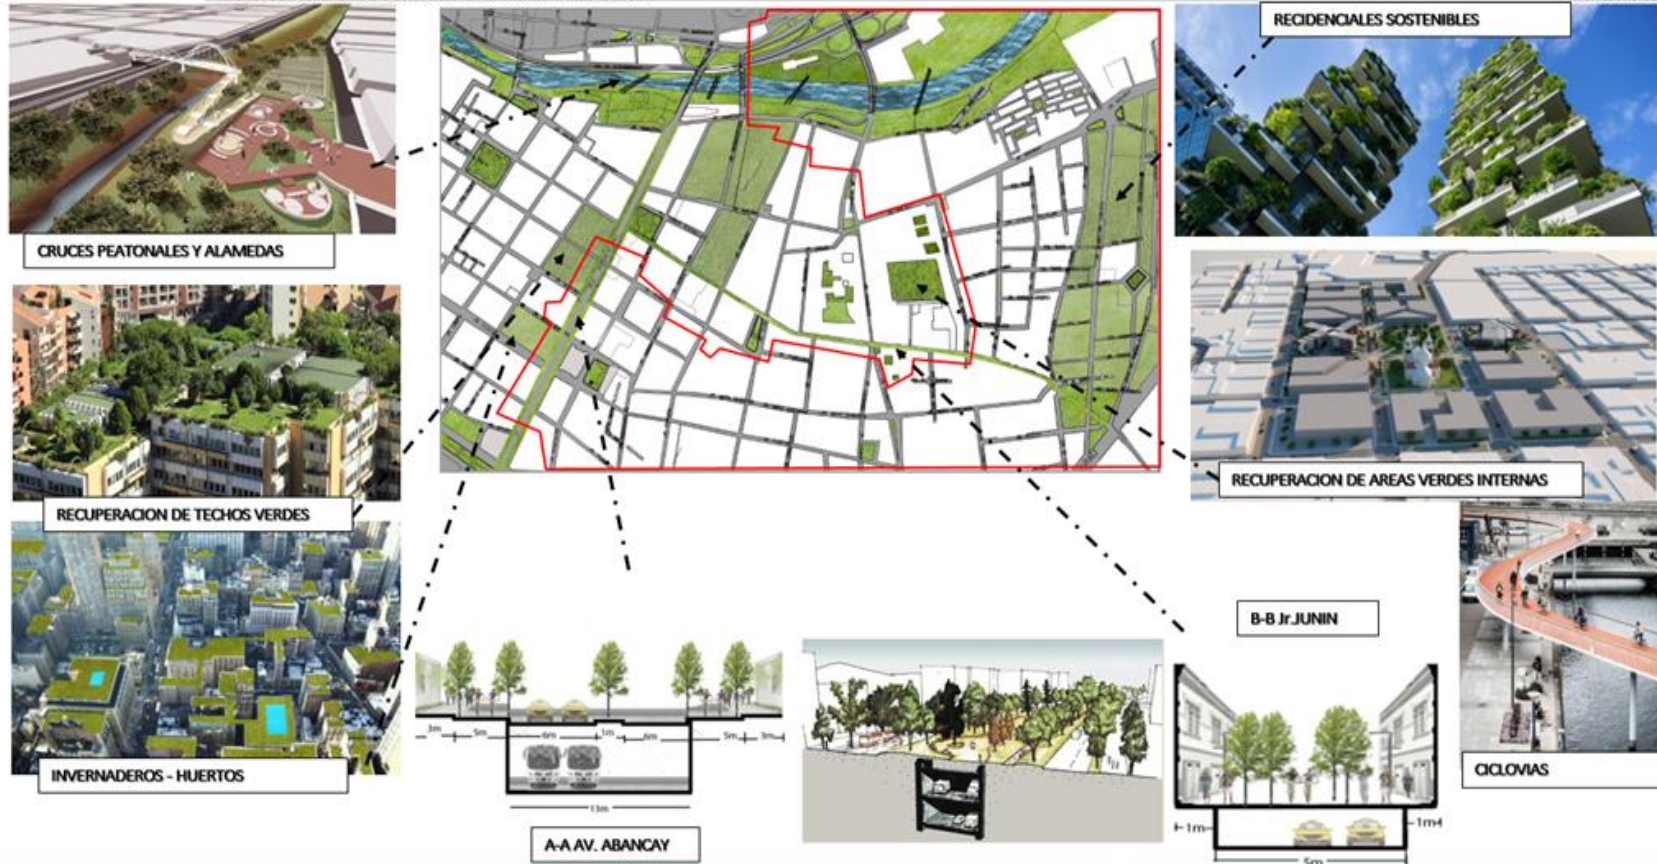 RECIDENCIALES SOSTENIBLES
CRUCES PEATONALES Y ALAMEDAS
RECUPERACION DE AREAS VERDES INTERNAS
RECUPERACION DE TECHOS VERDES
B-B Jr.JUNIN
INVERNADEROS - HUERTOS
CICLOVIAS
3m 5m 6m 1m 6m 5m 3m
13m
A-A AV. ABANCAY
1m 1m
5m